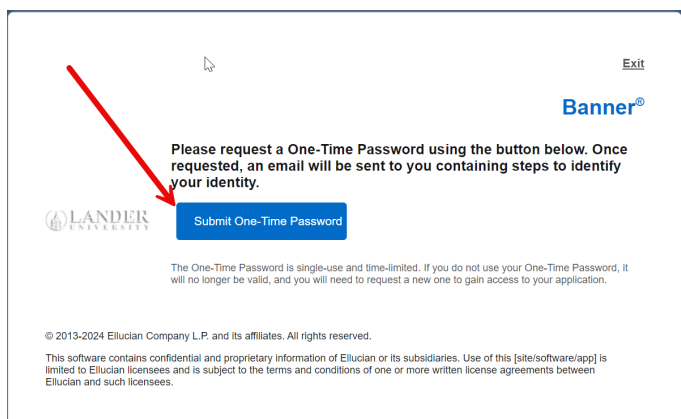 Exit
Banner®
Please request a One-Time Password using the button below. Once
requested, an email will be sent to you containing steps to identify
your identity.
LANDER
UNIVERSITY
Submit One-Time Password
The One-Time Password is single-use and time-limited. If you do not use your One-Time Password, it
will no longer be valid, and you will need to request a new one to gain access to your application.
© 2013-2024 Ellucian Company L.P. and its affiliates. All rights reserved.
This software contains confidential and proprietary information of Ellucian or its subsidiaries. Use of this [site/software/app] is
limited to Ellucian licensees and is subject to the terms and conditions of one or more written license agreements between
Ellucian and such licensees.